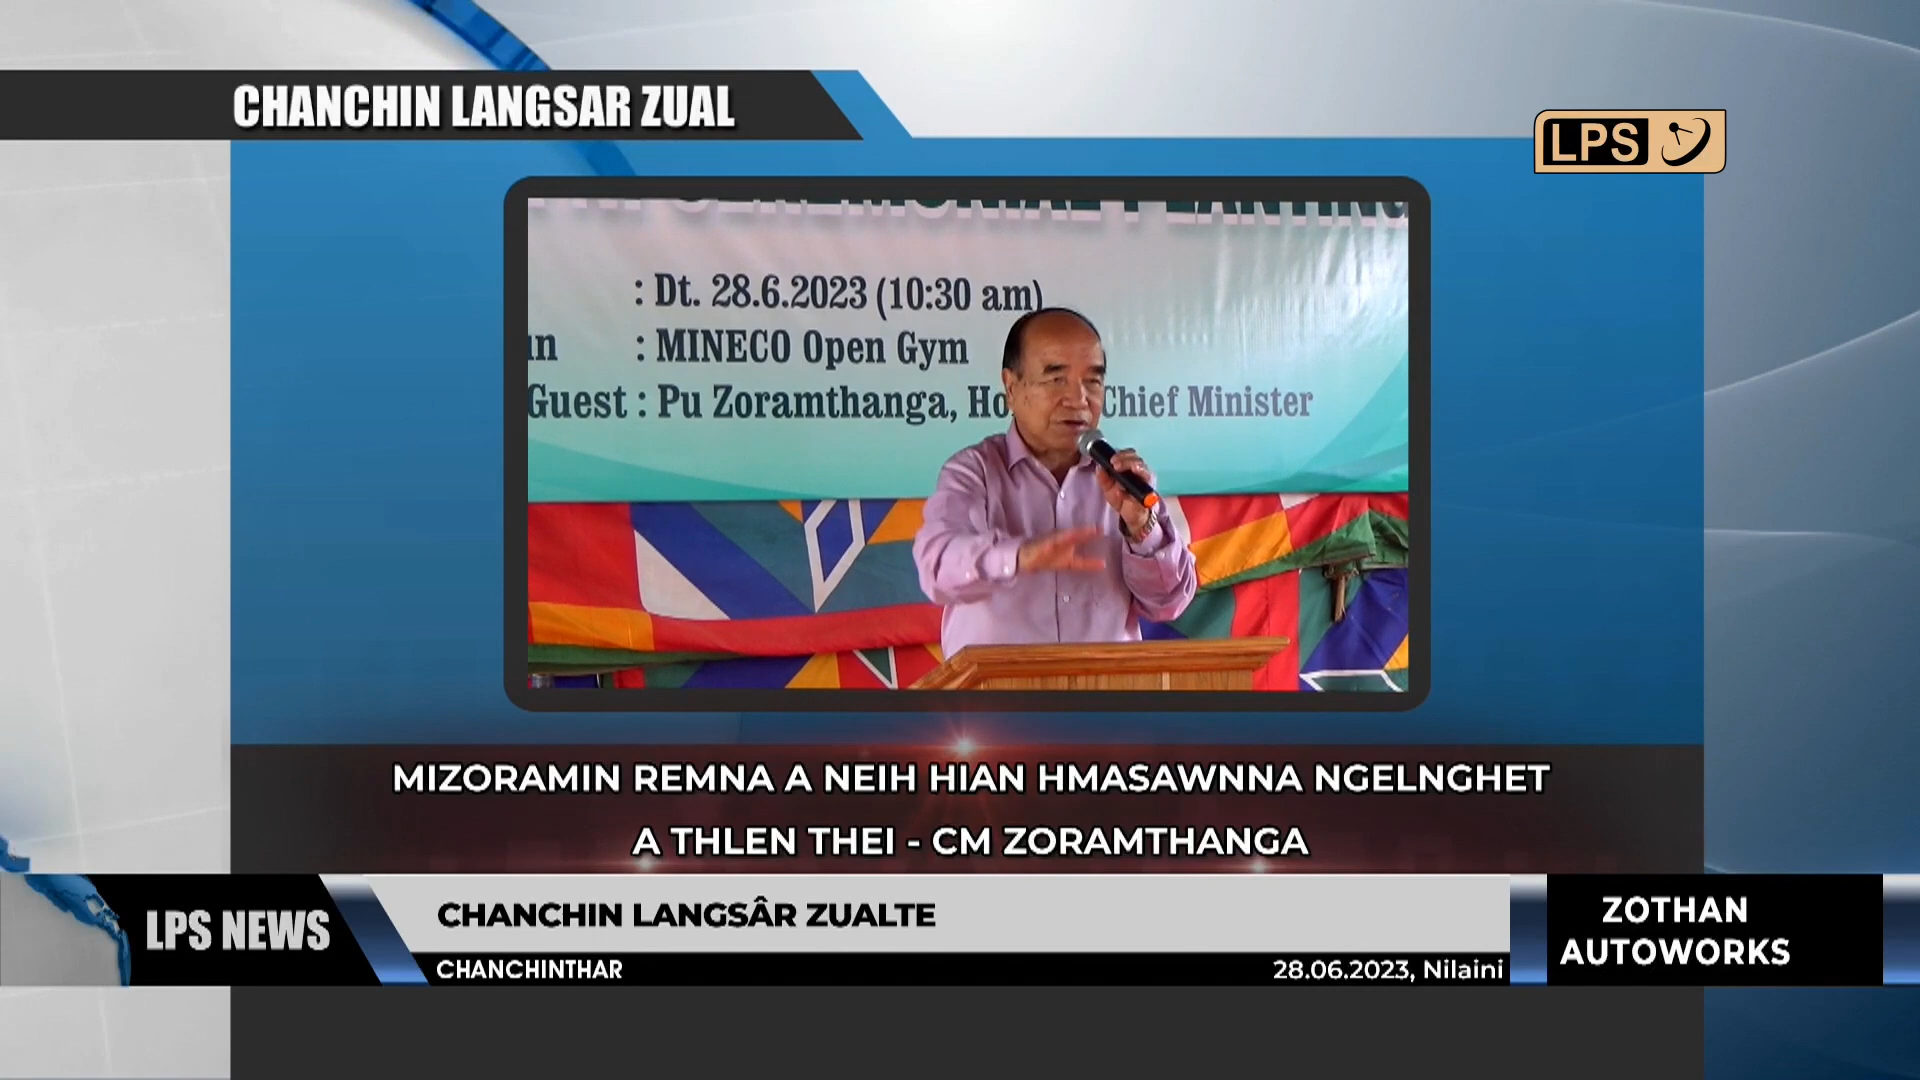 CHANCHIN LANGSAR ZUAL
LPS
CEREMONIAL PLANTING
: Dt. 28.6.2023 (10:30 am)
: MINECO Open Gym
Guest : Pu Zoramthanga, Chief Minister
MIZORAMIN REMNA A NEIH HIAN HMASAWNNA NGELNGHET
A THLEN THEI - CM ZORAMTHANGA
LPS NEWS
CHANCHIN LANGSÂR ZUALTE
ZOTHAN
AUTOWORKS
CHANCHINTHAR
28.06.2023, Nilaini